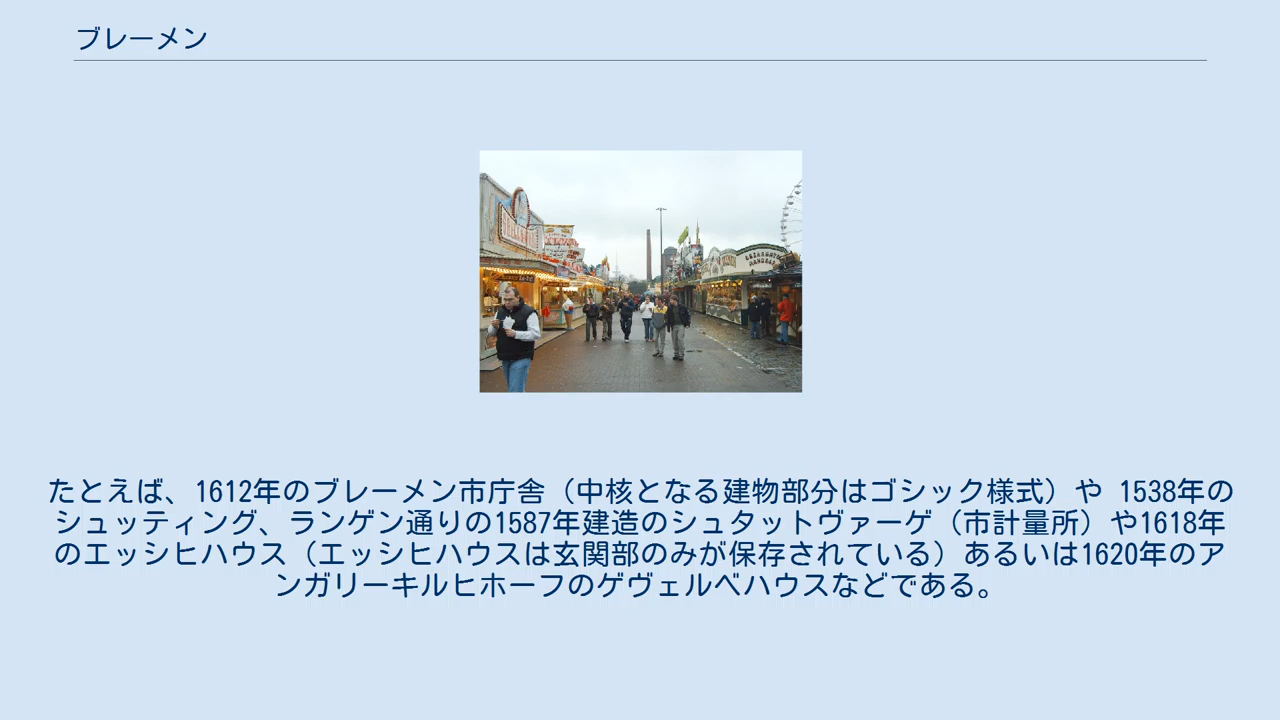 ブレーメン
たとえば、1612年のブレーメン市庁舎（中核となる建物部分はゴシック様式）や 1538年の
シュッティング、ランゲン通りの1587年建造のシュタットヴァーゲ（市計量所）や1618年
のエッシヒハウス（エッシヒハウスは玄関部のみが保存されている）あるいは1620年のア
ンガリーキルヒホーフのゲヴェルベハウスなどである。